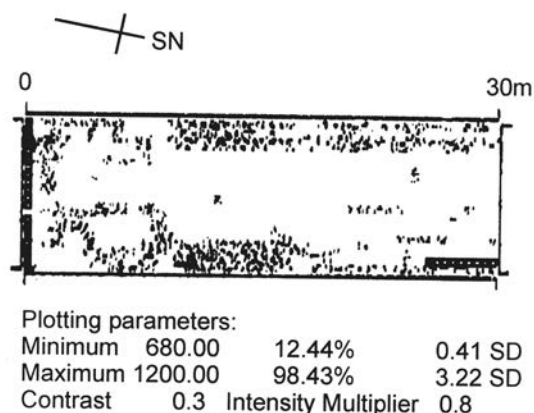 SN
0 30m
Plotting parameters:
Minimum 680.00 12.44% 0.41 SD
Maximum 1200.00 98.43% 3.22 SD
Contrast 0.3 Intensity Multiplier 0.8